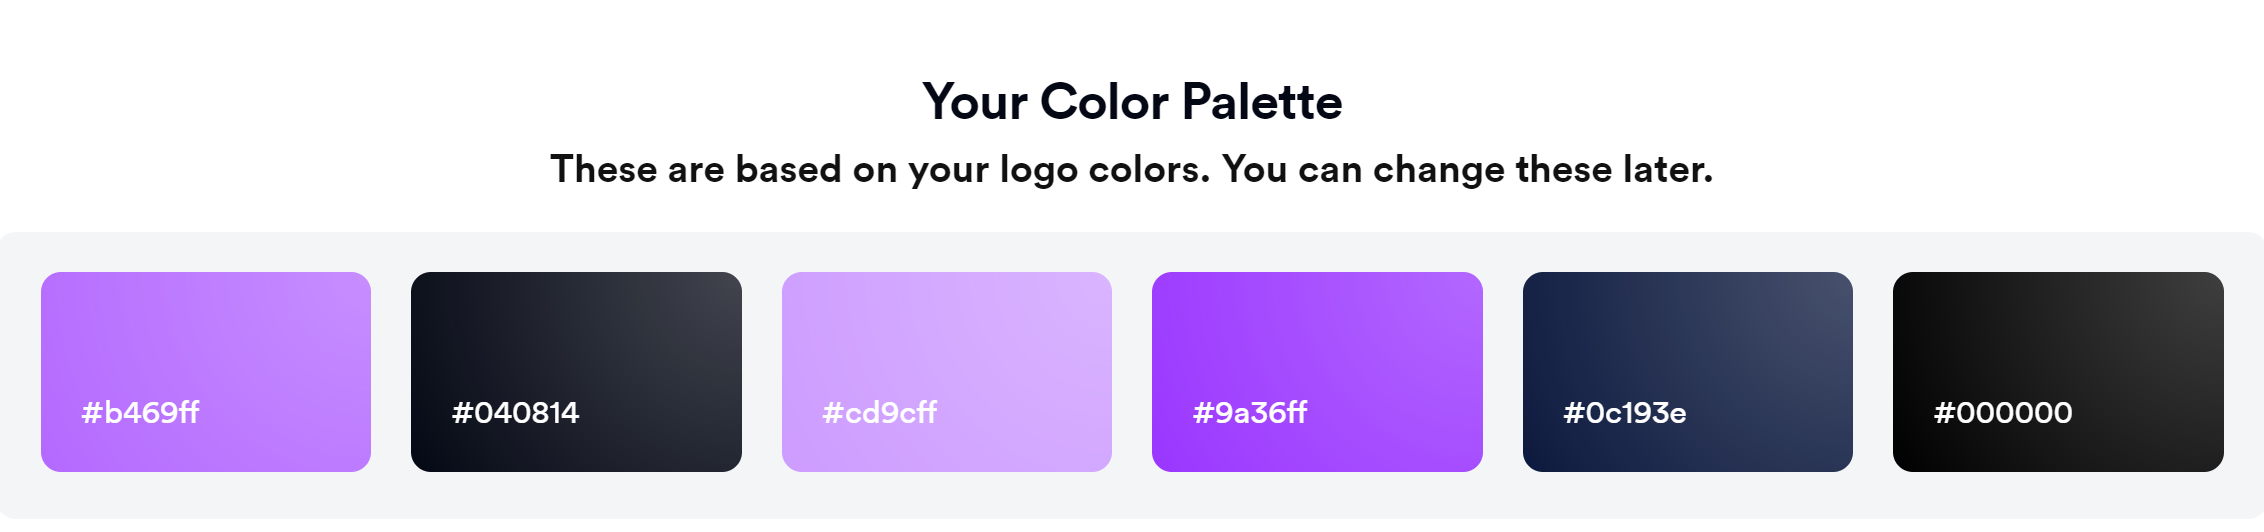 Your Color Palette
These are based on your logo colors. You can change these later.
#b469ff
#040814
#cd9cff
#9a36ff
#0c193e
#000000